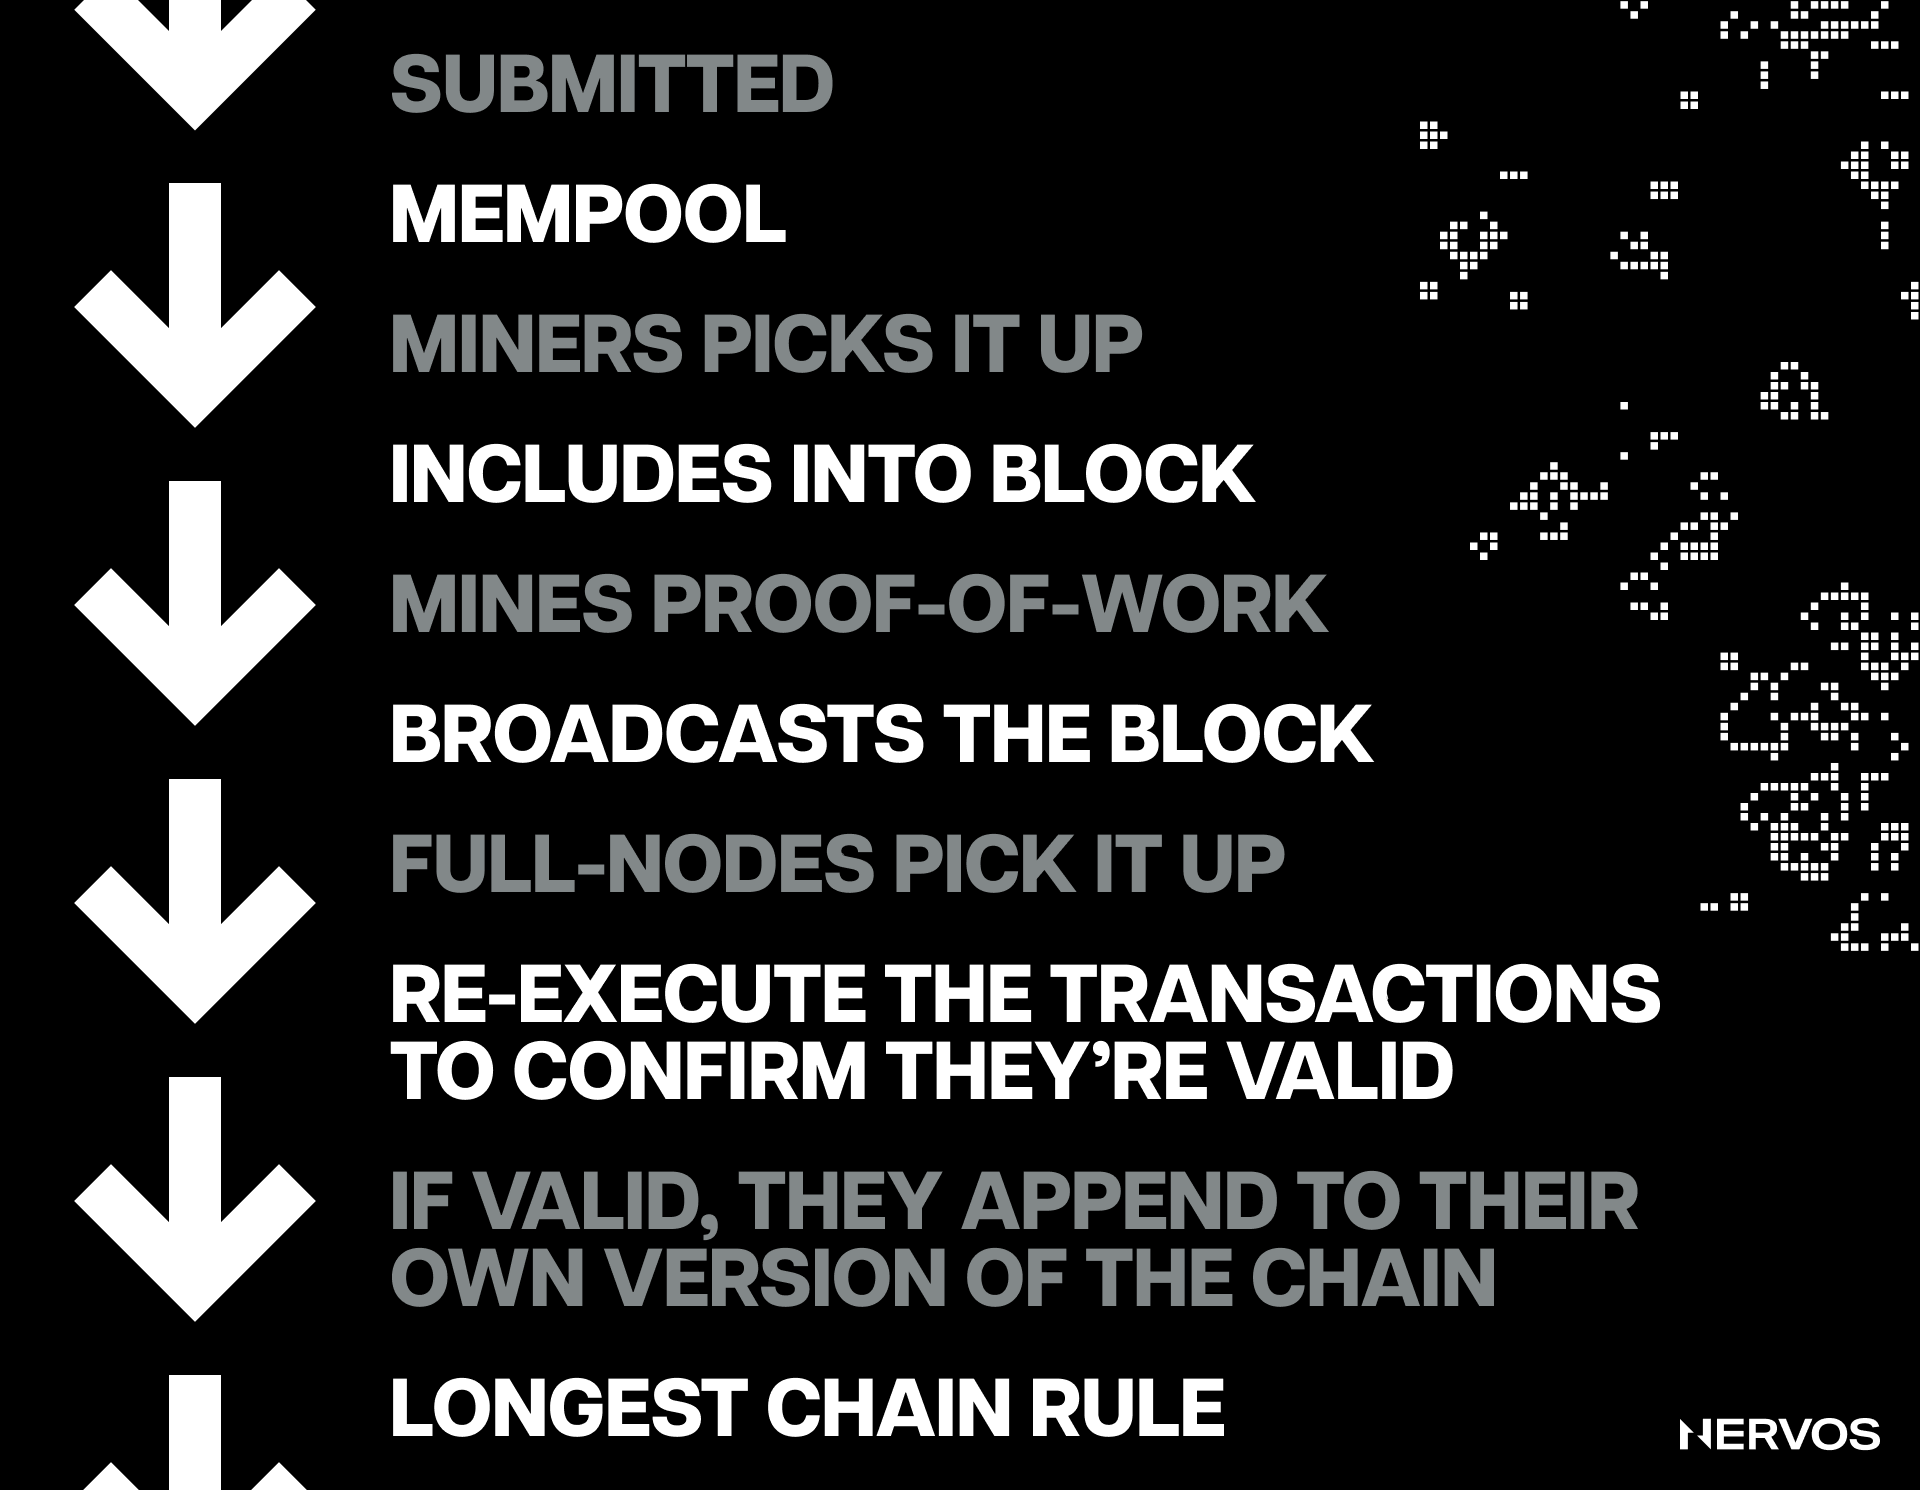 SUBMITTED
MEMPOOL
MINERS PICKS IT UP
INCLUDES INTO BLOCK
MINES PROOF-OF-WORK
BROADCASTS THE BLOCK
FULL-NODES PICK IT UP
RE-EXECUTE THE TRANSACTIONS
TO CONFIRM THEY’RE VALID
IF VALID, THEY APPEND TO THEIR
OWN VERSION OF THE CHAIN
LONGEST CHAIN RULE
NERVOS